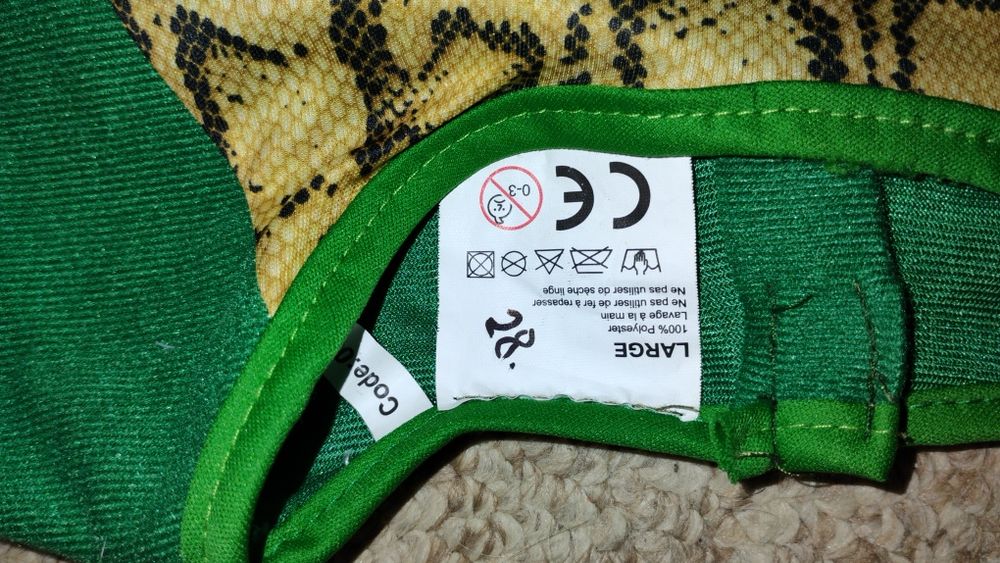 LARGE
100% Polyester
Lavage à la main
Ne pas utiliser de fer à repasser
Ne pas utiliser de sèche linge
CE
0-3
Code: